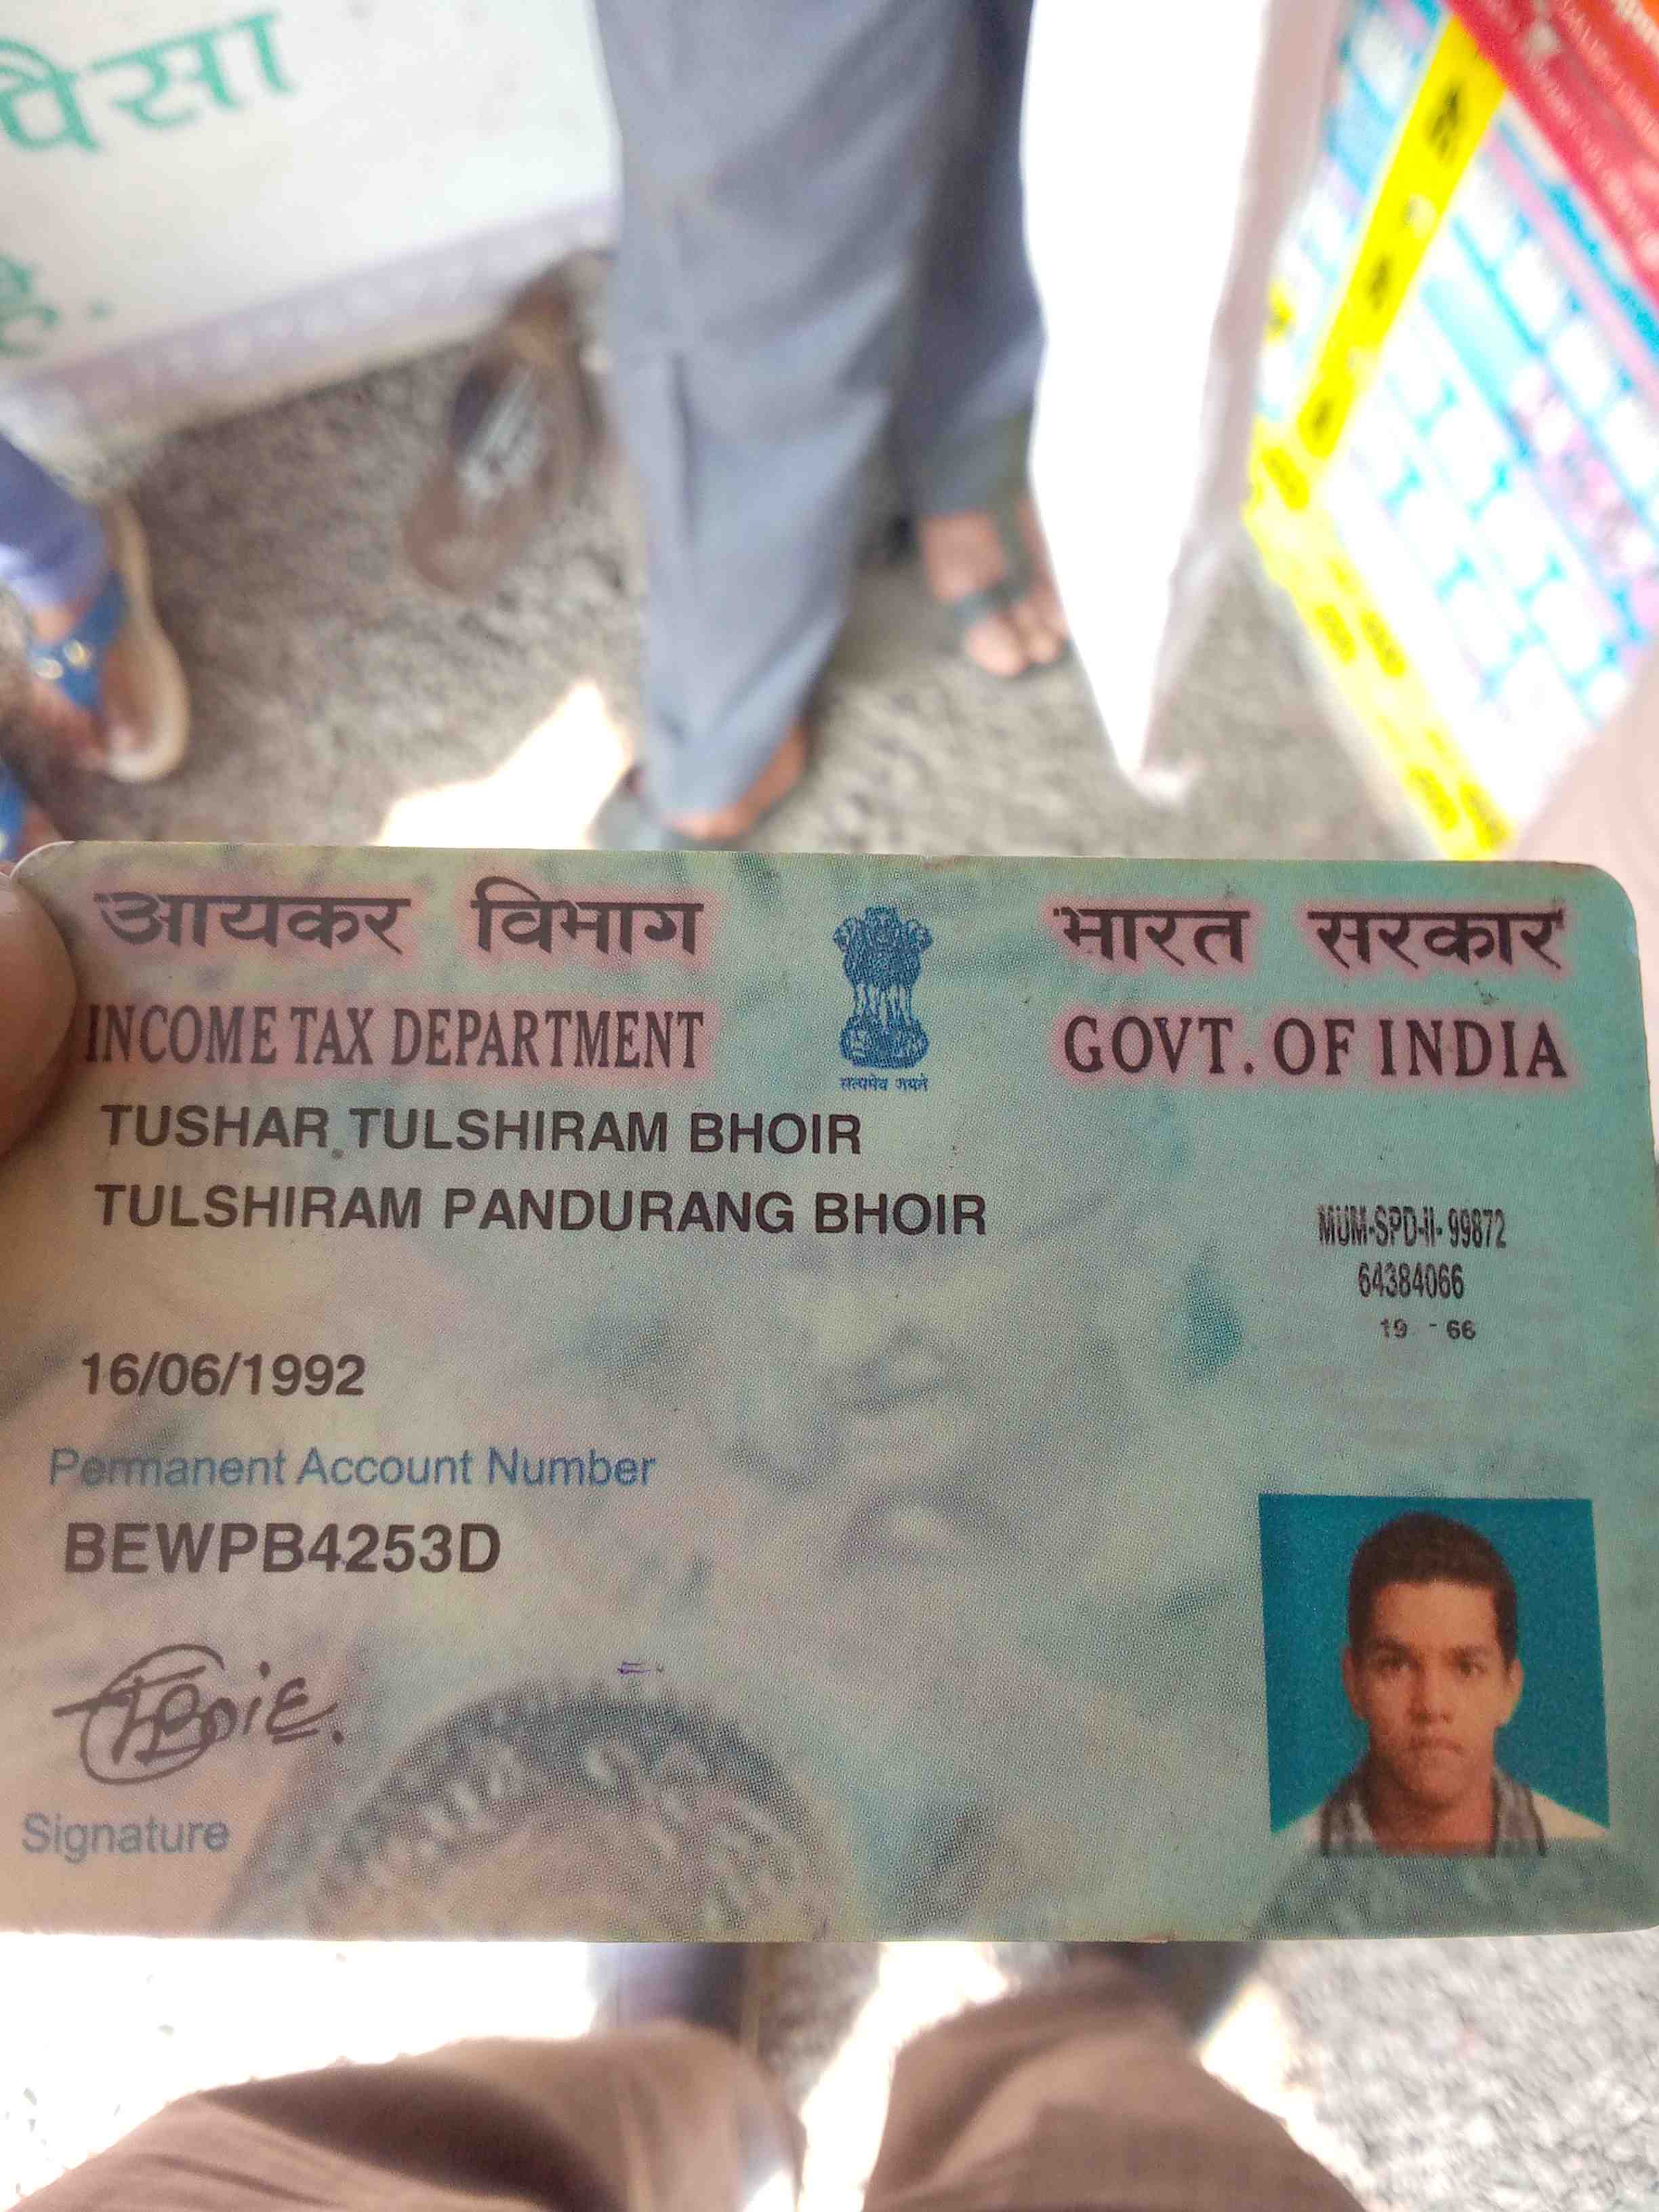 पैसा
है.
आयकर विभाग
भारत सरकार
INCOME TAX DEPARTMENT
GOVT. OF INDIA
सत्यमेव जयते
TUSHAR TULSHIRAM BHOIR
TULSHIRAM PANDURANG BHOIR
MUM-SPD-II- 99872
64384066
19 - 66
16/06/1992
Permanent Account Number
BEWPB4253D
Signature